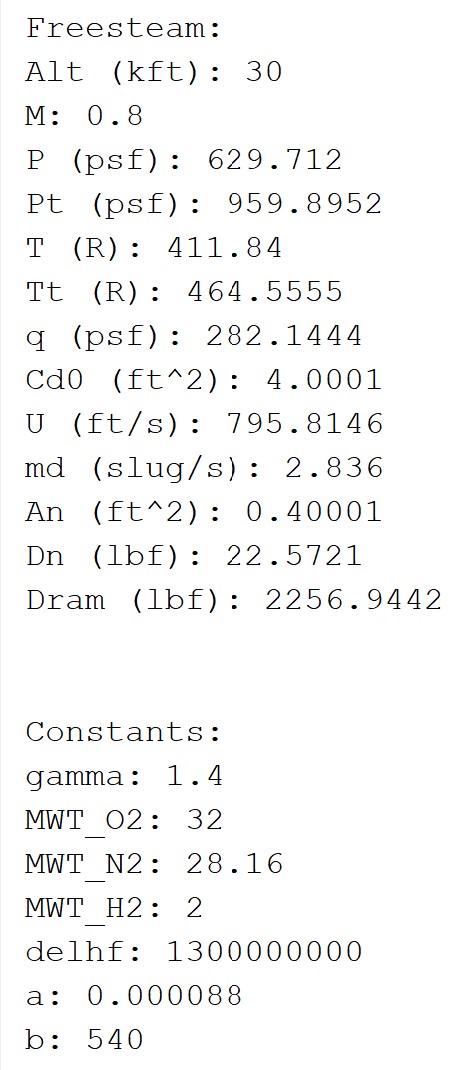 Freesteam:
Alt (kft): 30
M: 0.8
P (psf): 629.712
Pt (psf): 959.8952
T (R): 411.84
Tt (R): 464.5555
q (psf): 282.1444
Cd0 (ft^2): 4.0001
U (ft/s): 795.8146
md (slug/s): 2.836
An (ft^2): 0.40001
Dn (lbf): 22.5721
Dram (lbf): 2256.9442
Constants:
gamma: 1.4
MWT_O2: 32
MWT_N2: 28.16
MWT_H2: 2
delhf: 1300000000
a: 0.000088
b: 540